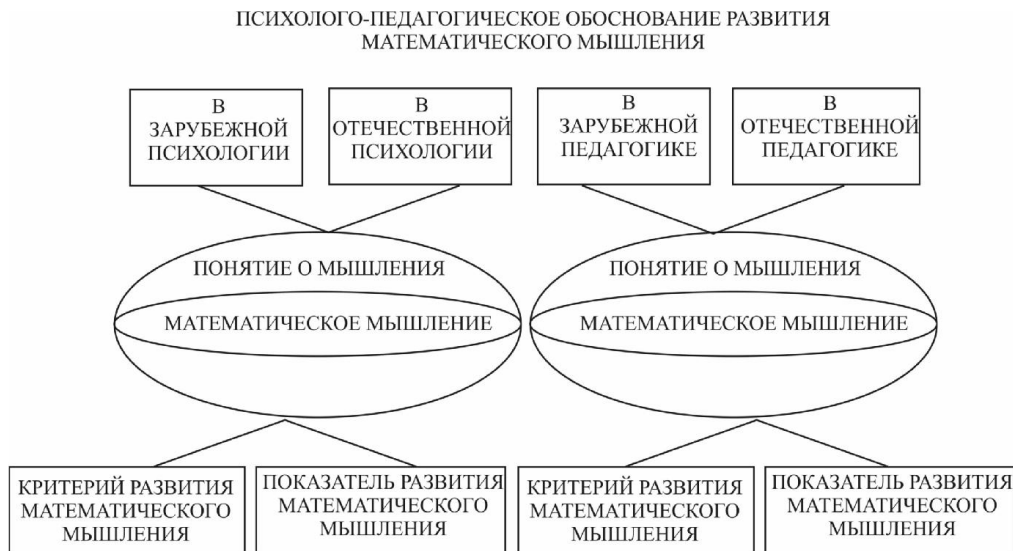 ПСИХОЛОГО-ПЕДАГОГИЧЕСКОЕ ОБОСНОВАНИЕ РАЗВИТИЯ
МАТЕМАТИЧЕСКОГО МЫШЛЕНИЯ
В
ЗАРУБЕЖНОЙ
ПСИХОЛОГИИ
В
ОТЕЧЕСТВЕННОЙ
ПСИХОЛОГИИ
В
ЗАРУБЕЖНОЙ
ПЕДАГОГИКЕ
В
ОТЕЧЕСТВЕННОЙ
ПЕДАГОГИКЕ
ПОНЯТИЕ О МЫШЛЕНИЯ
МАТЕМАТИЧЕСКОЕ МЫШЛЕНИЕ
ПОНЯТИЕ О МЫШЛЕНИЯ
МАТЕМАТИЧЕСКОЕ МЫШЛЕНИЕ
КРИТЕРИЙ РАЗВИТИЯ
МАТЕМАТИЧЕСКОГО
МЫШЛЕНИЯ
ПОКАЗАТЕЛЬ РАЗВИТИЯ
МАТЕМАТИЧЕСКОГО
МЫШЛЕНИЯ
КРИТЕРИЙ РАЗВИТИЯ
МАТЕМАТИЧЕСКОГО
МЫШЛЕНИЯ
ПОКАЗАТЕЛЬ РАЗВИТИЯ
МАТЕМАТИЧЕСКОГО
МЫШЛЕНИЯ